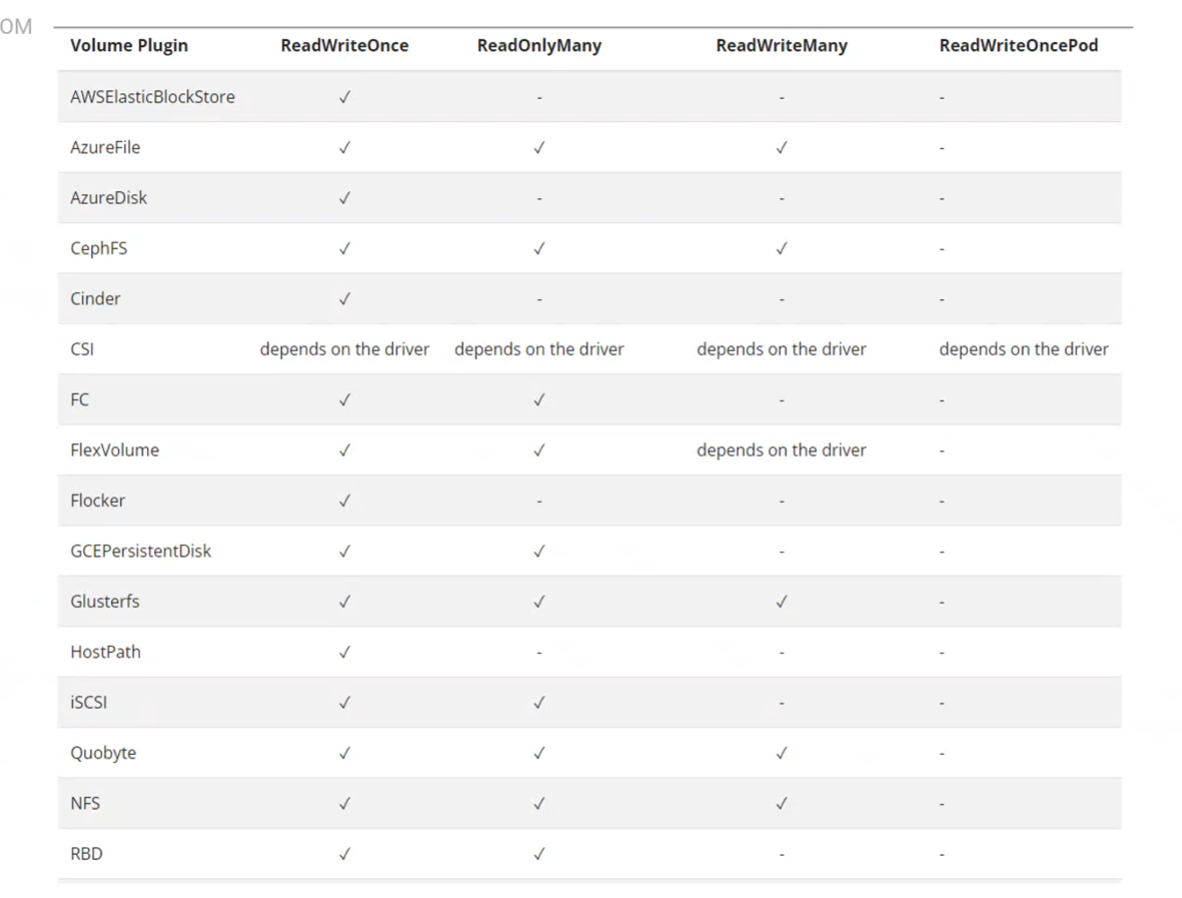 OM
Volume Plugin ReadWriteOnce ReadOnlyMany ReadWriteMany ReadWriteOncePod
AWSElasticBlockStore ✓ - - -
AzureFile ✓ ✓ ✓ -
AzureDisk ✓ - - -
CephFS ✓ ✓ ✓ -
Cinder ✓ - - -
CSI depends on the driver depends on the driver depends on the driver depends on the driver
FC ✓ ✓ - -
FlexVolume ✓ ✓ depends on the driver -
Flocker ✓ - - -
GCEPersistentDisk ✓ ✓ - -
Glusterfs ✓ ✓ ✓ -
HostPath ✓ - - -
iSCSI ✓ ✓ - -
Quobyte ✓ ✓ ✓ -
NFS ✓ ✓ ✓ -
RBD ✓ ✓ - -